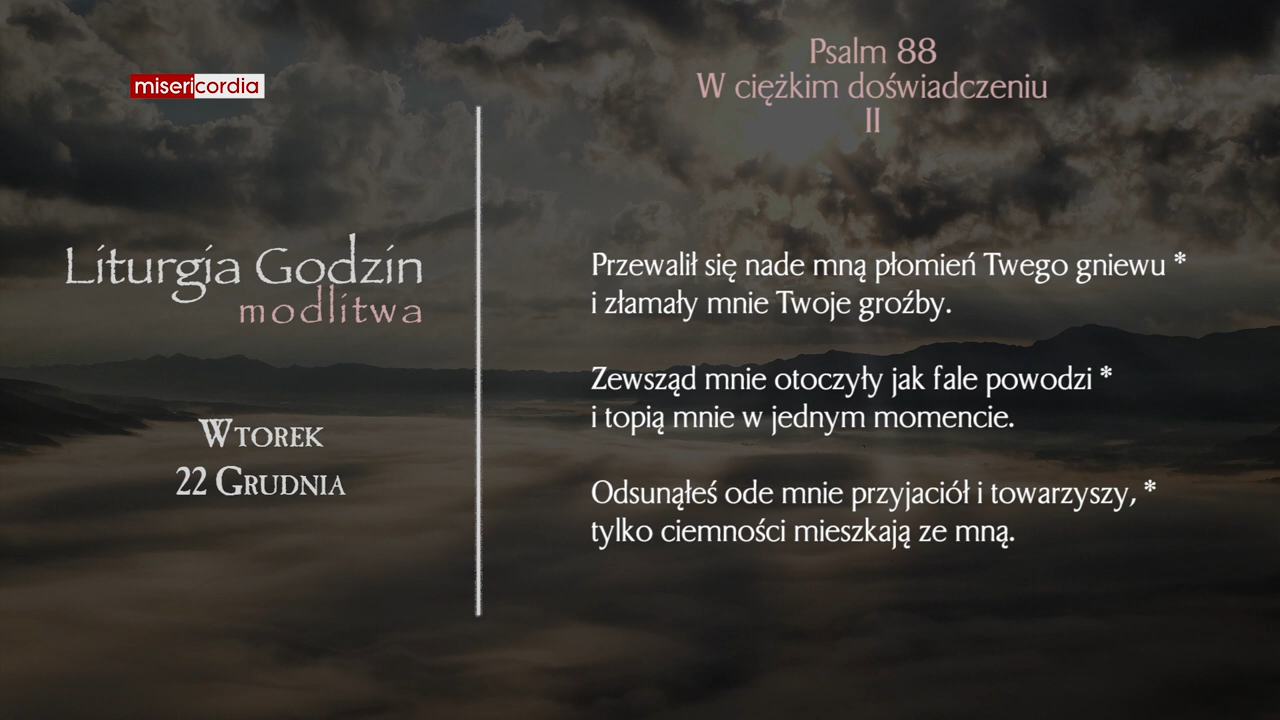 misericordia
Liturgia Godzin
modlitwa
Wtorek
22 Grudnia
Psalm 88
W ciężkim doświadczeniu
II
Przewalił się nade mną płomień Twego gniewu *
i złamały mnie Twoje groźby.
Zewsząd mnie otoczyły jak fale powodzi *
i topią mnie w jednym momencie.
Odsunąłeś ode mnie przyjaciół i towarzyszy, *
tylko ciemności mieszkają ze mną.